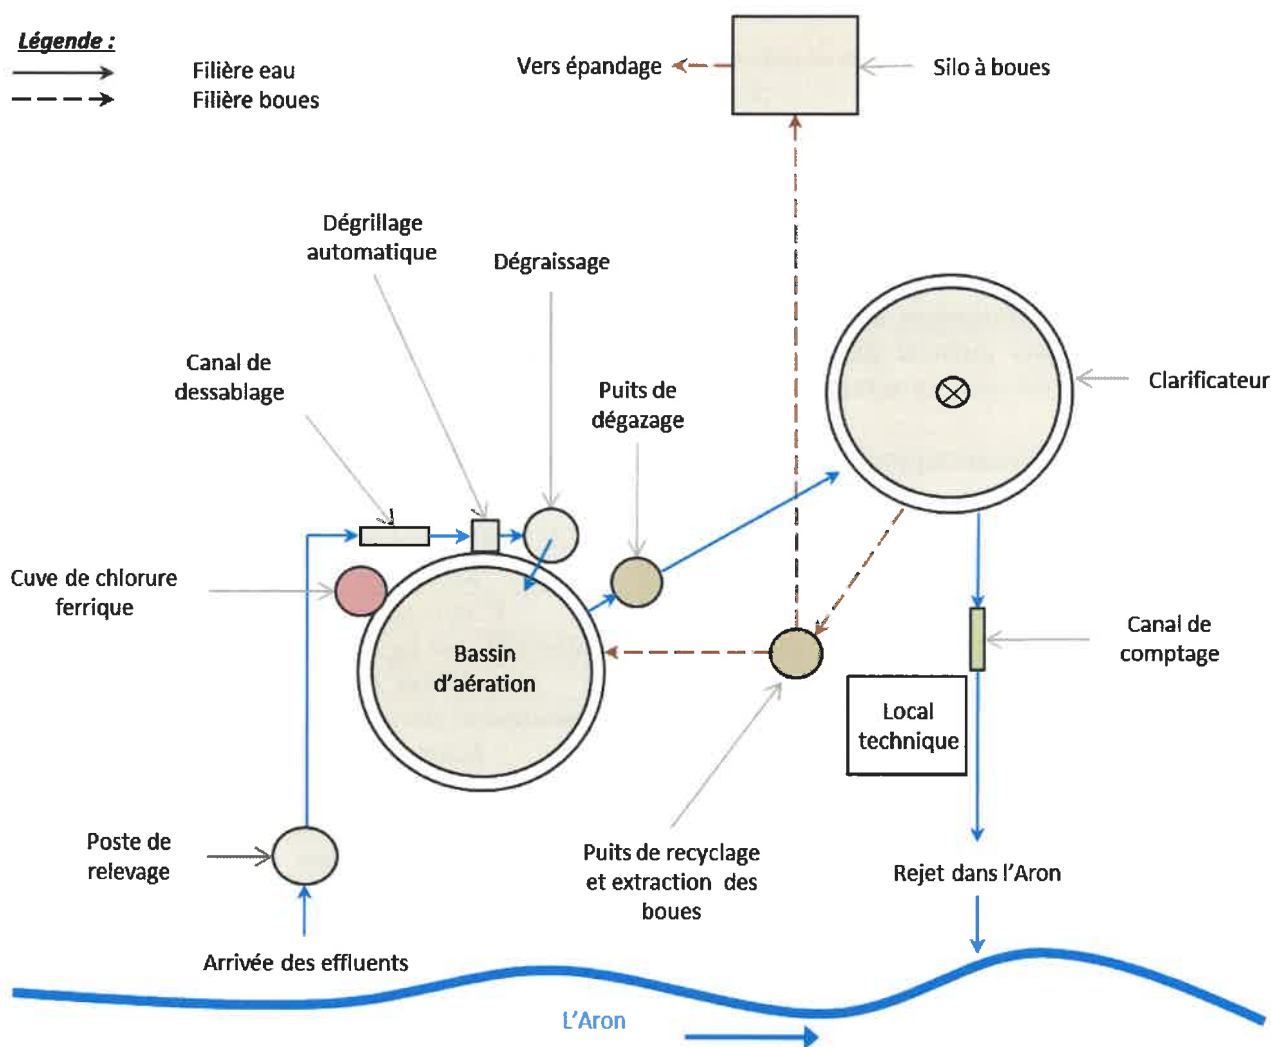 Légende :
Filière eau
Filière boues
Vers épandage
Silo à boues
Dégrillage
automatique
Dégraissage
Canal de
dessablage
Puits de
dégazage
Clarificateur
Cuve de chlorure
ferrique
Bassin
d'aération
Canal de
comptage
Local
technique
Poste de
relevage
Puits de recyclage
et extraction des
boues
Rejet dans l'Aron
Arrivée des effluents
L'Aron